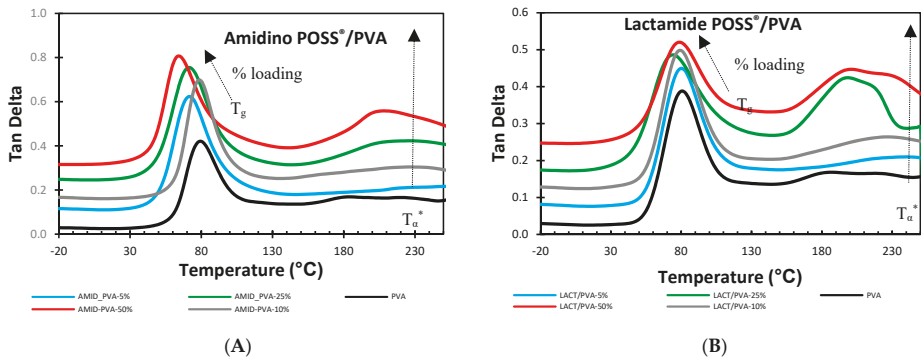 Amidino POSS®/PVA
% loading
Tg
Tα*
Tan Delta
1.0
0.8
0.6
0.4
0.2
0.0
-20
30
80
130
180
230
Temperature (°C)
AMID_PVA-5%
AMID_PVA-25%
PVA
AMID-PVA-50%
AMID-PVA-10%
(A)
Lactamide POSS®/PVA
% loading
Tg
Tα*
Tan Delta
0.6
0.5
0.4
0.3
0.2
0.1
0.0
-20
30
80
130
180
230
Temperature (°C)
LACT/PVA-5%
LACT/PVA-25%
PVA
LACT/PVA-50%
LACT/PVA-10%
(B)